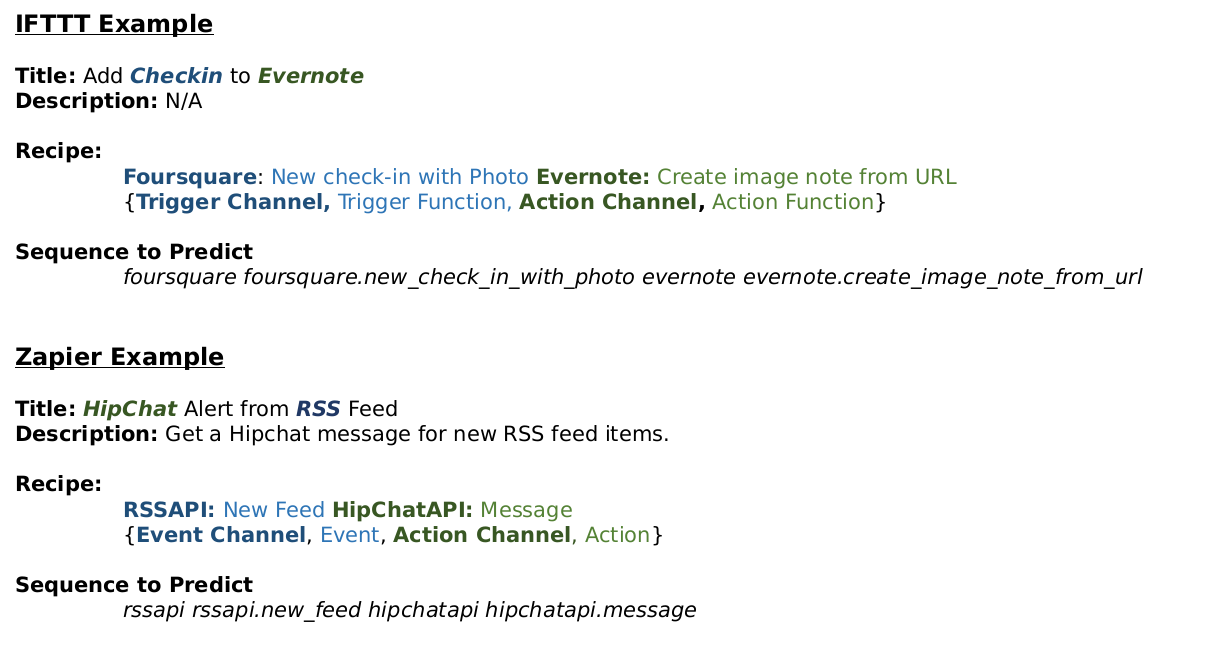 IFTTT Example
Title: Add Checkin to Evernote
Description: N/A
Recipe:
Foursquare: New check-in with Photo Evernote: Create image note from URL
{Trigger Channel, Trigger Function, Action Channel, Action Function}
Sequence to Predict
foursquare foursquare.new_check_in_with_photo evernote evernote.create_image_note_from_url
Zapier Example
Title: HipChat Alert from RSS Feed
Description: Get a Hipchat message for new RSS feed items.
Recipe:
RSSAPI: New Feed HipChatAPI: Message
{Event Channel, Event, Action Channel, Action}
Sequence to Predict
rssapi rssapi.new_feed hipchatapi hipchatapi.message